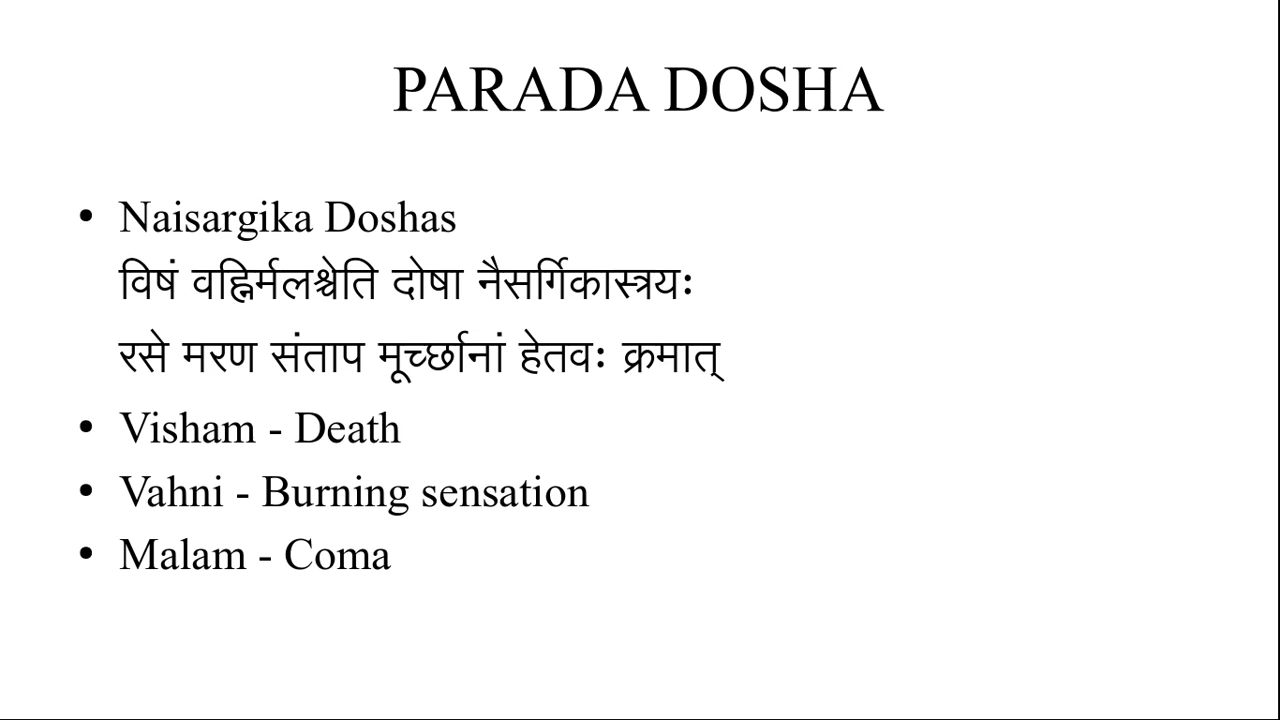 PARADA DOSHA
• Naisargika Doshas
विषं वह्निर्मलश्चेति दोषा नैसर्गिकास्त्रयः
रसे मरण संताप मूर्च्छानां हेतवः क्रमात्
• Visham - Death
• Vahni - Burning sensation
• Malam - Coma